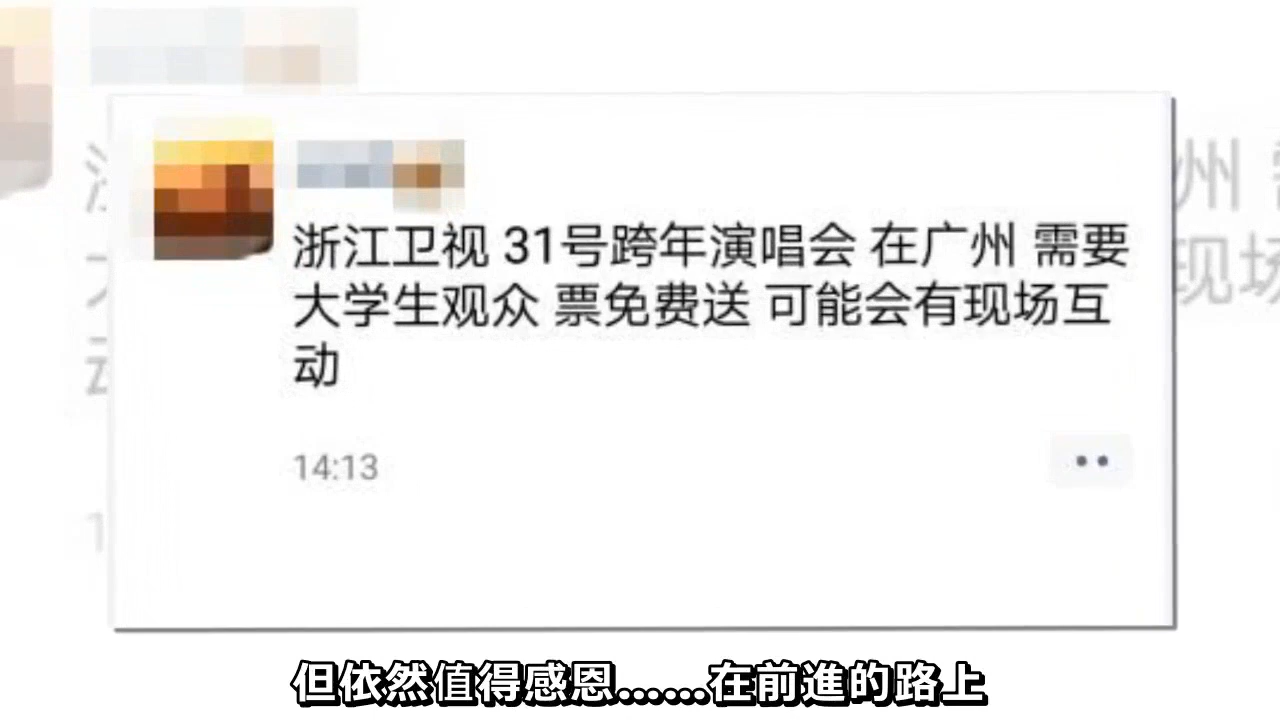 浙江卫视 31号跨年演唱会 在广州 需要
大学生观众 票免费送 可能会有现场互
动
14:13
但依然值得感恩……在前進的路上